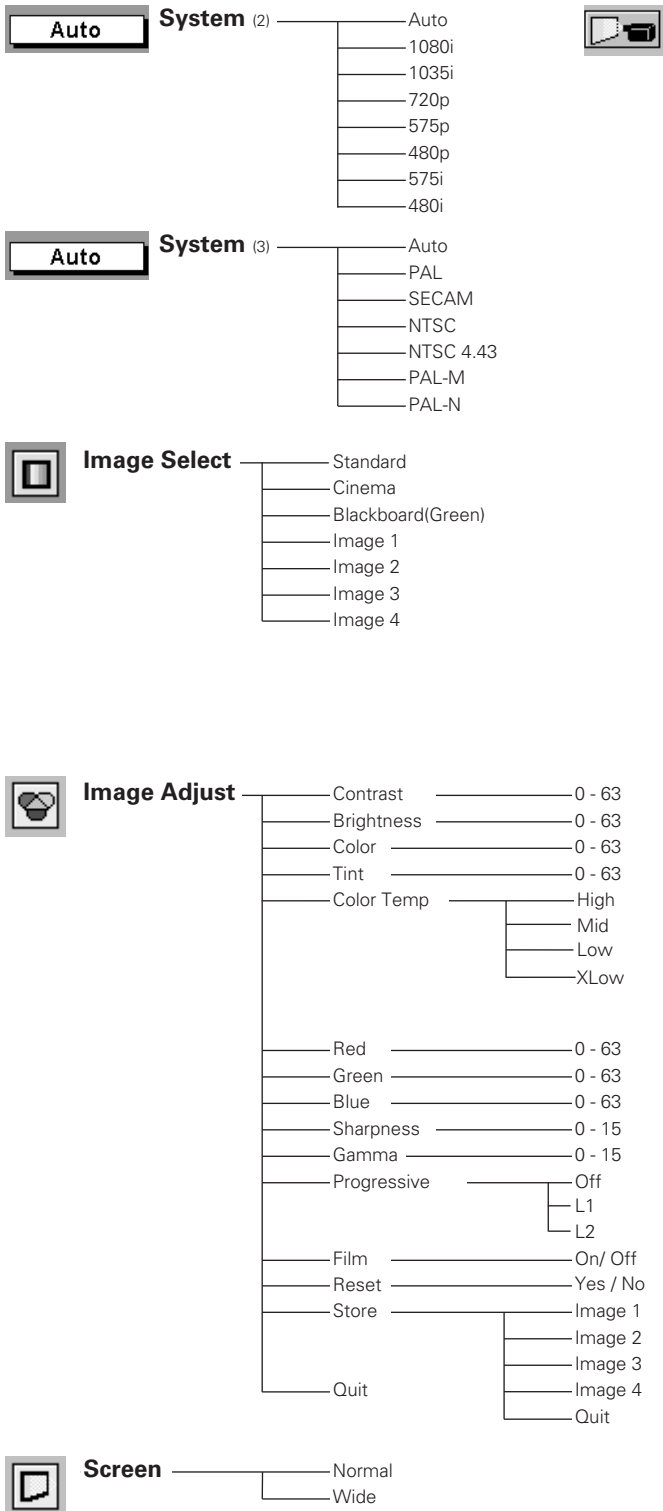 Auto
System (2)
Auto
1080i
1035i
720p
575p
480p
575i
480i
Auto
System (3)
Auto
PAL
SECAM
NTSC
NTSC 4.43
PAL-M
PAL-N
Image Select
Standard
Cinema
Blackboard(Green)
Image 1
Image 2
Image 3
Image 4
Image Adjust
Contrast 0 - 63
Brightness 0 - 63
Color 0 - 63
Tint 0 - 63
Color Temp High
Mid
Low
XLow
Red 0 - 63
Green 0 - 63
Blue 0 - 63
Sharpness 0 - 15
Gamma 0 - 15
Progressive Off
L1
L2
Film On/ Off
Reset Yes / No
Store Image 1
Image 2
Image 3
Quit Image 4
Quit
Screen Normal
Wide